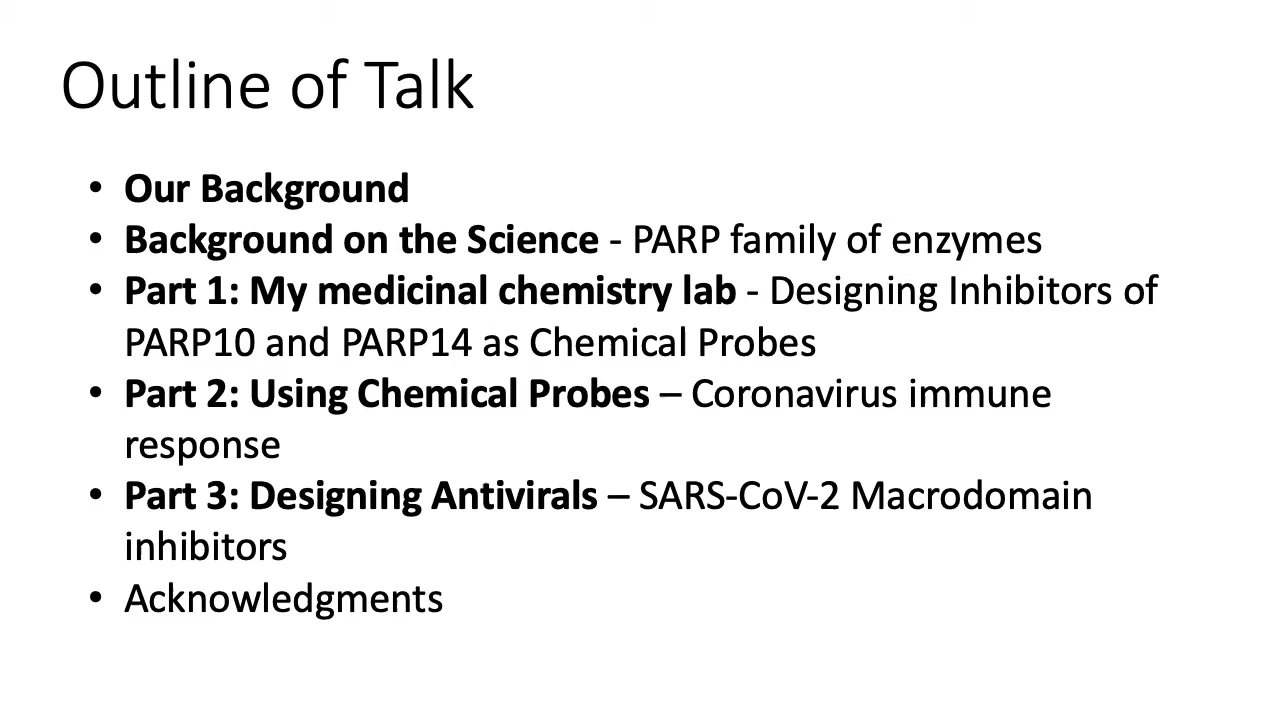 Outline of Talk
• Our Background
• Background on the Science - PARP family of enzymes
• Part 1: My medicinal chemistry lab - Designing Inhibitors of
PARP10 and PARP14 as Chemical Probes
• Part 2: Using Chemical Probes – Coronavirus immune
response
• Part 3: Designing Antivirals – SARS-CoV-2 Macrodomain
inhibitors
• Acknowledgments